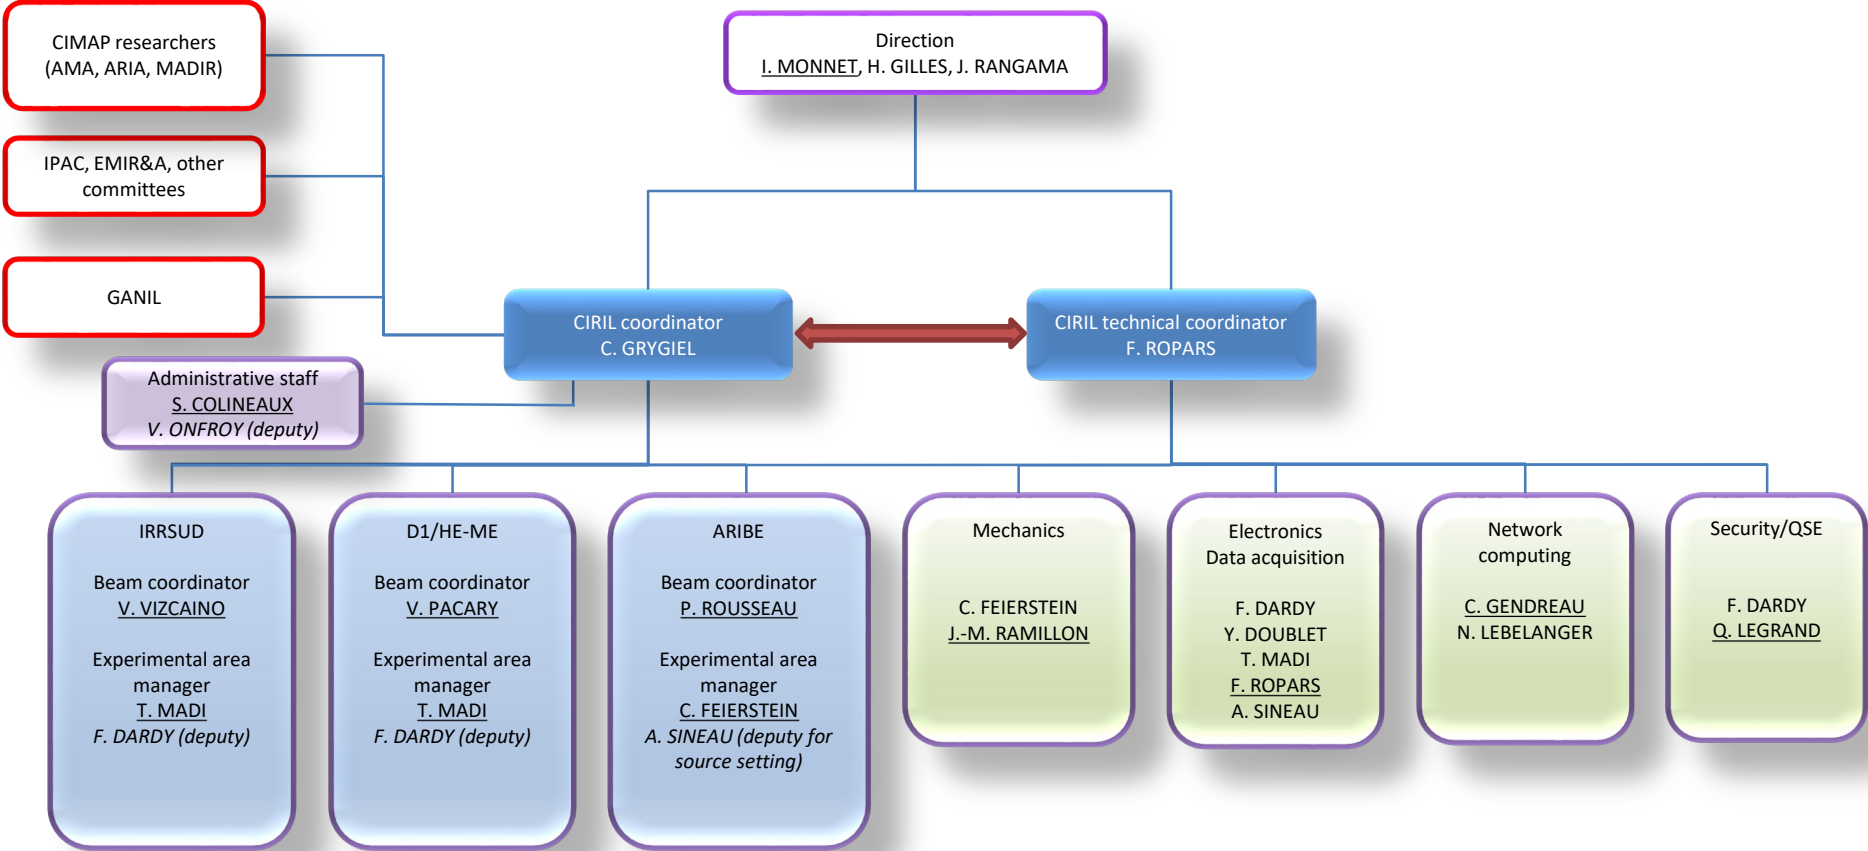 CIMAP researchers
(AMA, ARIA, MADIR)
Direction
I. MONNET, H. GILLES, J. RANGAMA
IPAC, EMIR&A, other
committees
GANIL
CIRIL coordinator
C. GRYGIEL
CIRIL technical coordinator
F. ROPARS
Administrative staff
S. COLINEAUX
V. ONFROY (deputy)
IRRSUD
Beam coordinator
V. VIZCAINO
Experimental area
manager
T. MADI
F. DARDY (deputy)
D1/HE-ME
Beam coordinator
V. PACARY
Experimental area
manager
T. MADI
F. DARDY (deputy)
ARIBE
Beam coordinator
P. ROUSSEAU
Experimental area
manager
C. FEIERSTEIN
A. SINEAU (deputy for
source setting)
Mechanics
C. FEIERSTEIN
J.-M. RAMILLON
Electronics
Data acquisition
F. DARDY
Y. DOUBLET
T. MADI
F. ROPARS
A. SINEAU
Network
computing
C. GENDREAU
N. LEBELANGER
Security/QSE
F. DARDY
Q. LEGRAND